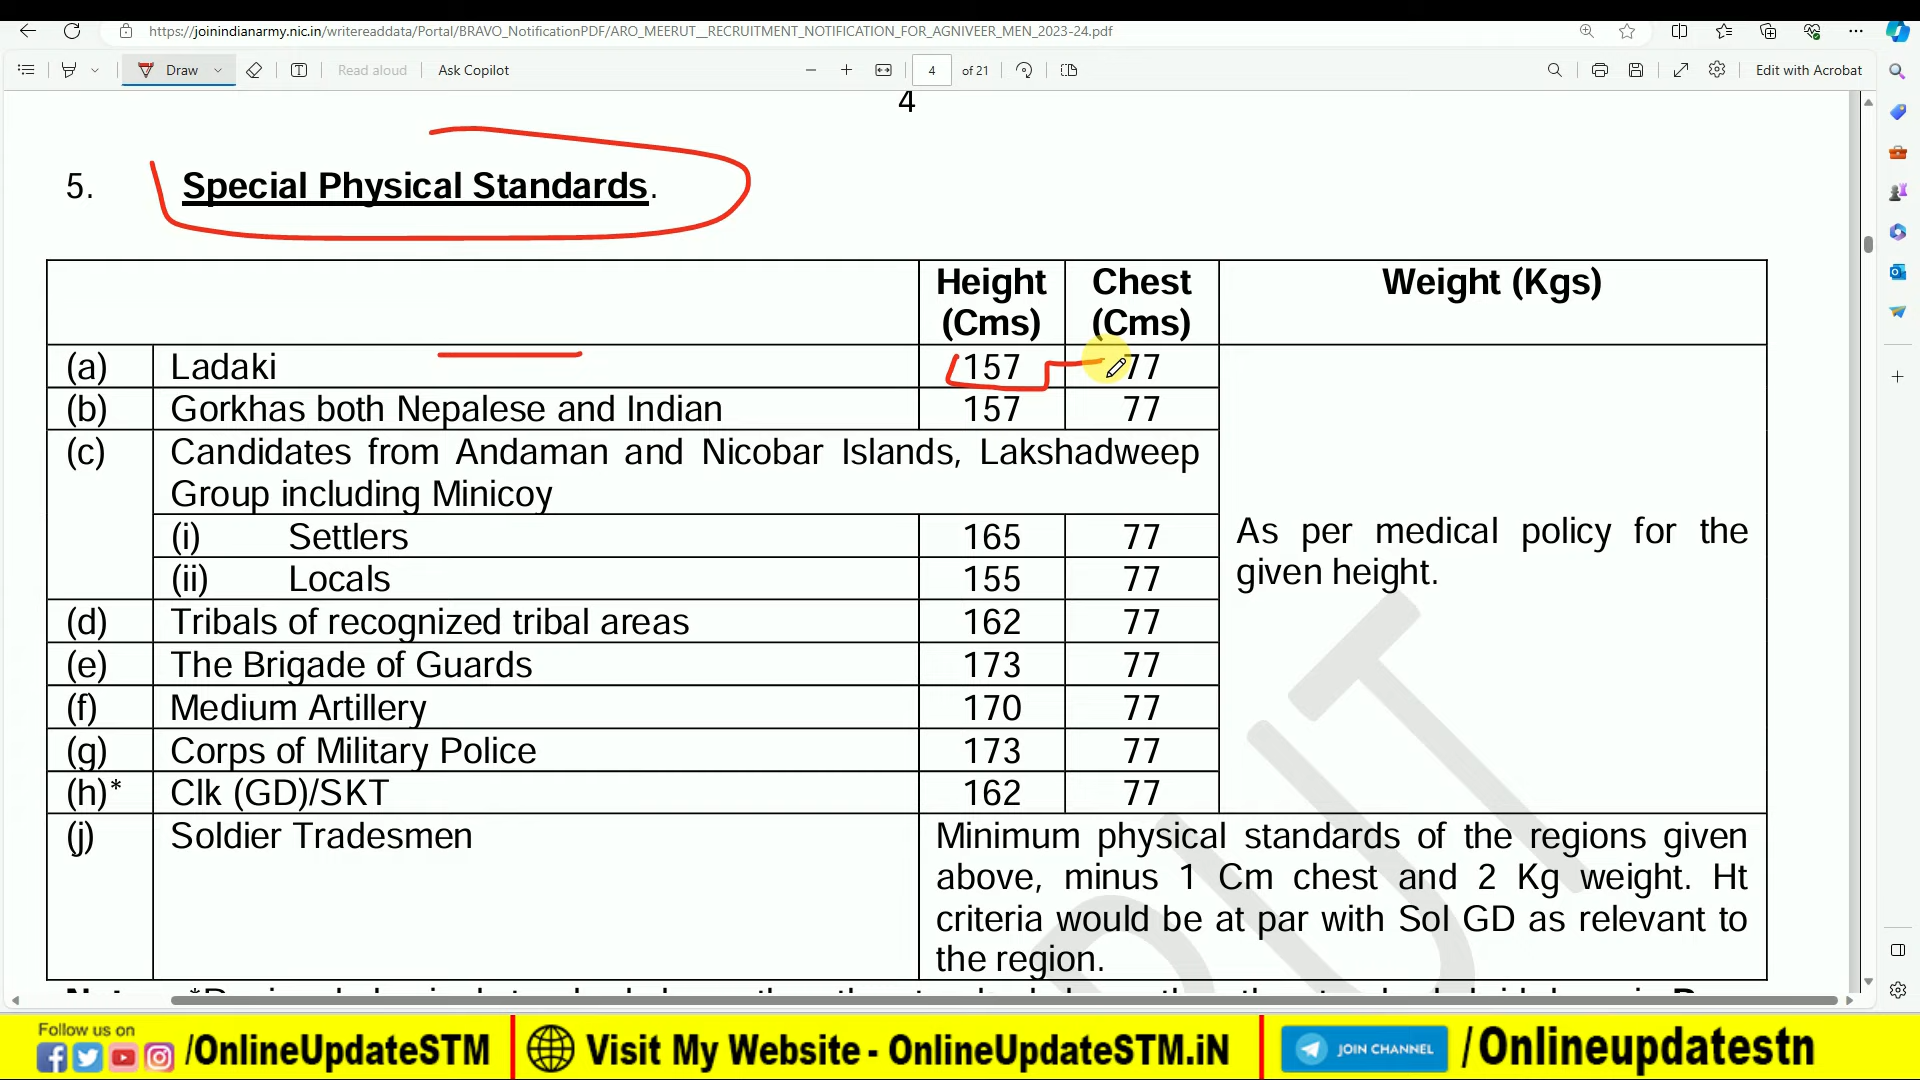 https://joinindianarmy.nic.in/writereaddata/Portal/BRAVO_NotificationPDF/ARO_MEERUT__RECRUITMENT_NOTIFICATION_FOR_AGNIVEER_MEN_2023-24.pdf
Draw
Read aloud
Ask Copilot
4 of 21
Edit with Acrobat
4
5. Special Physical Standards.
Height (Cms) Chest (Cms) Weight (Kgs)
(a) Ladaki 157 77
(b) Gorkhas both Nepalese and Indian 157 77
(c) Candidates from Andaman and Nicobar Islands, Lakshadweep
Group including Minicoy
(i) Settlers 165 77
As per medical policy for the
given height.
(ii) Locals 155 77
(d) Tribals of recognized tribal areas 162 77
(e) The Brigade of Guards 173 77
(f) Medium Artillery 170 77
(g) Corps of Military Police 173 77
(h)* Clk (GD)/SKT 162 77
(j) Soldier Tradesmen Minimum physical standards of the regions given
above, minus 1 Cm chest and 2 Kg weight. Ht
criteria would be at par with Sol GD as relevant to
the region.
Follow us on
/OnlineUpdateSTM
Visit My Website - OnlineUpdateSTM.iN
JOIN CHANNEL
/Onlineupdatestn